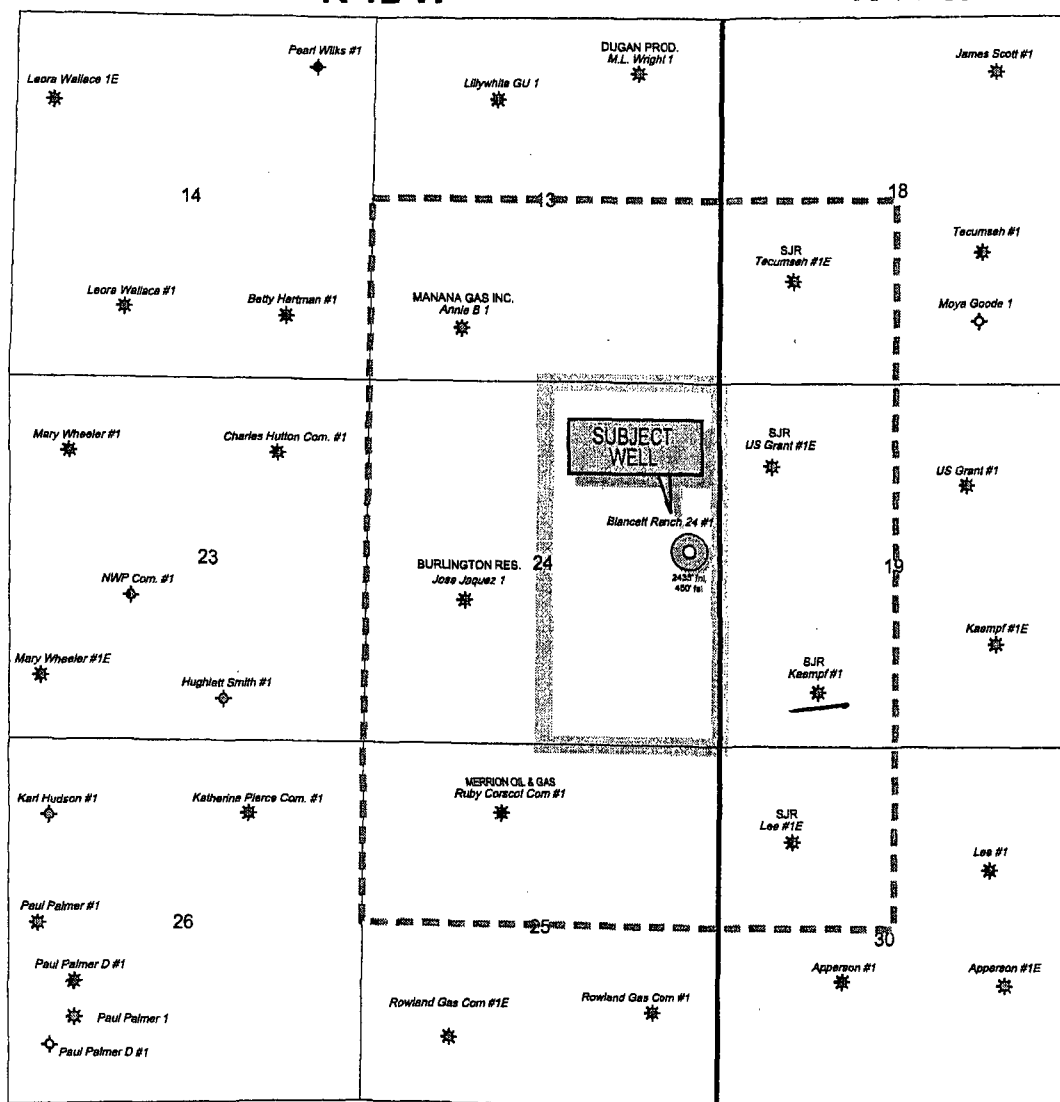 Pearl Wilks #1
DUGAN PROD.
M.L. Wright 1
James Scott #1
Leora Wallace 1E
Lillywhite GU 1
14
13
18
SJR
Tecumseh #1E
Tecumseh #1
Leora Wallace #1
Betty Hartman #1
MANANA GAS INC.
Annie B 1
Moya Goode 1
Mary Wheeler #1
Charles Hutton Com. #1
SUBJECT
WELL
SJR
US Grant #1E
US Grant #1
Blancett Ranch 24 #1
23
BURLINGTON RES.
Jose Jaquez 1
24
19
NWP Com. #1
Kaempf #1E
Mary Wheeler #1E
Hughlett Smith #1
SJR
Kaempf #1
Karl Hudson #1
Katherine Pierce Com. #1
MERRION OIL & GAS
Ruby Corscot Com #1
SJR
Lee #1E
Lee #1
Paul Palmer #1
26
25
30
Paul Palmer D #1
Apperson #1
Apperson #1E
Paul Palmer 1
Rowland Gas Com #1E
Rowland Gas Com #1
Paul Palmer D #1